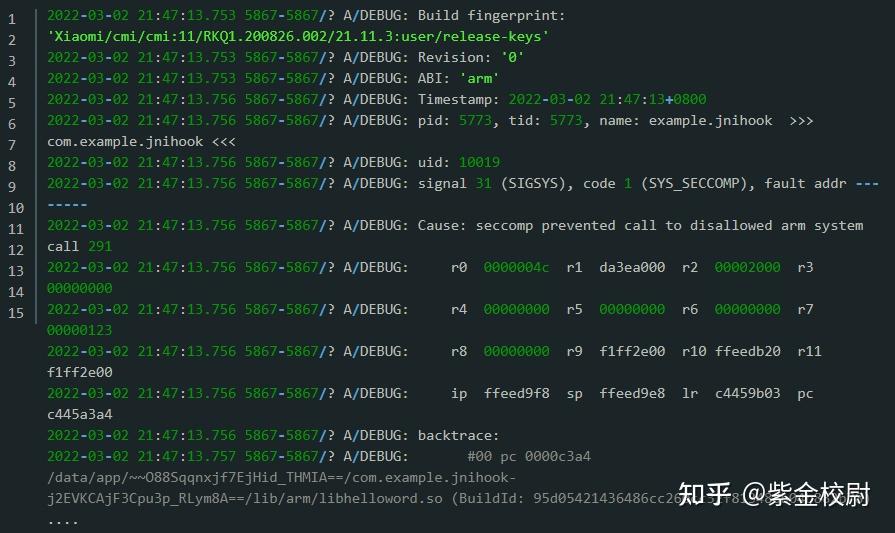 1
2
3
4
5
6
7
8
9
10
11
12
13
14
15
2022-03-02 21:47:13.753 5867-5867/? A/DEBUG: Build fingerprint:
'Xiaomi/cmi/cmi:11/RKQ1.200826.002/21.11.3:user/release-keys'
2022-03-02 21:47:13.753 5867-5867/? A/DEBUG: Revision: '0'
2022-03-02 21:47:13.753 5867-5867/? A/DEBUG: ABI: 'arm'
2022-03-02 21:47:13.756 5867-5867/? A/DEBUG: Timestamp: 2022-03-02 21:47:13+0800
2022-03-02 21:47:13.756 5867-5867/? A/DEBUG: pid: 5773, tid: 5773, name: example.jnihook >>>
com.example.jnihook <<<
2022-03-02 21:47:13.756 5867-5867/? A/DEBUG: uid: 10019
2022-03-02 21:47:13.756 5867-5867/? A/DEBUG: signal 31 (SIGSYS), code 1 (SYS_SECCOMP), fault addr ---
-----
2022-03-02 21:47:13.756 5867-5867/? A/DEBUG: Cause: seccomp prevented call to disallowed arm system
call 291
2022-03-02 21:47:13.756 5867-5867/? A/DEBUG: r0 0000004c r1 da3ea000 r2 00002000 r3
00000000
2022-03-02 21:47:13.756 5867-5867/? A/DEBUG: r4 00000000 r5 00000000 r6 00000000 r7
00000123
2022-03-02 21:47:13.756 5867-5867/? A/DEBUG: r8 00000000 r9 f1ff2e00 r10 ffeedb20 r11
f1ff2e00
2022-03-02 21:47:13.756 5867-5867/? A/DEBUG: ip ffeed9f8 sp ffeed9e8 lr c4459b03 pc
c445a3a4
2022-03-02 21:47:13.756 5867-5867/? A/DEBUG: backtrace:
2022-03-02 21:47:13.757 5867-5867/? A/DEBUG: #00 pc 0000c3a4
/data/app/~~O88Sqqnxjf7EjHid_THMIA==/com.example.jnihook-
j2EVKCAjF3Cpu3p_RLym8A==/lib/arm/libhelloword.so (BuildId:
....
知乎 @紫金校尉